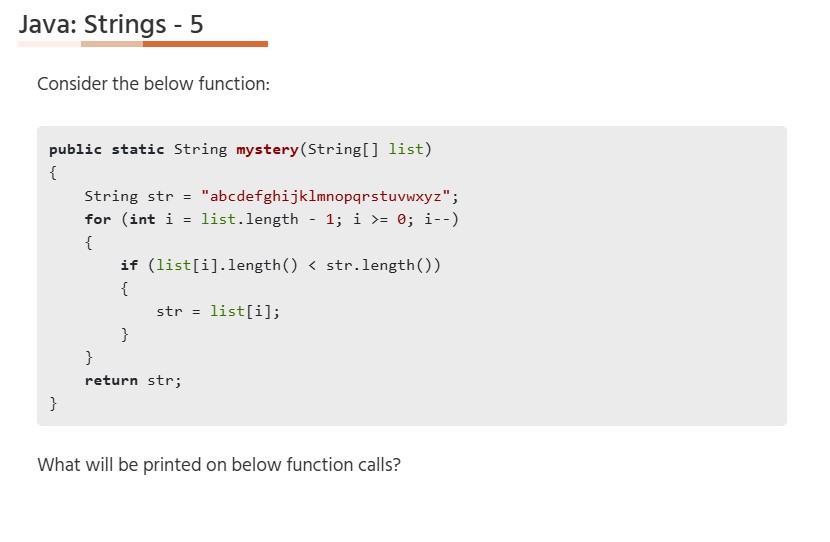 Java: Strings - 5
Consider the below function:
public static String mystery(String[] list)
{
    String str = "abcdefghijklmnopqrstuvwxyz";
    for (int i = list.length - 1; i >= 0; i--)
    {
        if (list[i].length() < str.length())
        {
            str = list[i];
        }
    }
    return str;
}
What will be printed on below function calls?